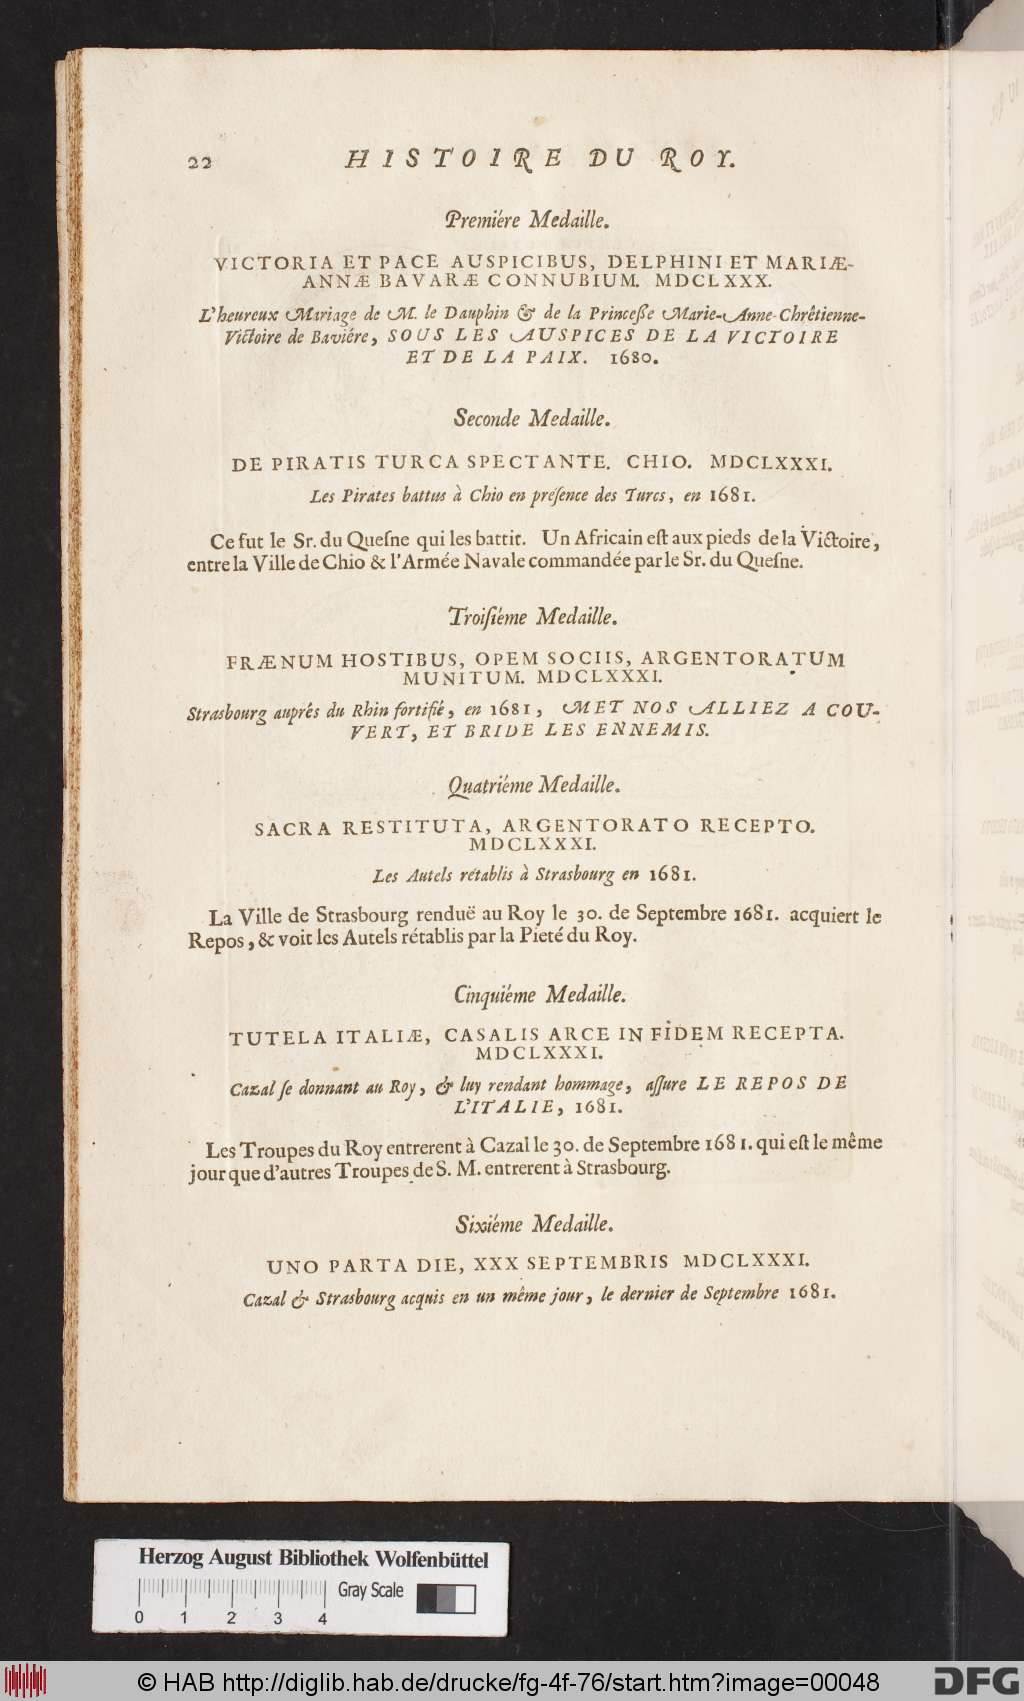 22 HISTOIRE DU ROY.
Premiére Medaille.
VICTORIA ET PACE AUSPICIBUS, DELPHINI ET MARIÆ-
ANNÆ BAVARÆ CONNUBIUM. MDCLXXX.
L'heureux Mariage de M. le Dauphin & de la Princeſſe Marie-Anne-Chrêtienne-
Victoire de Baviére, SOUS LES AUSPICES DE LA VICTOIRE
ET DE LA PAIX. 1680.
Seconde Medaille.
DE PIRATIS TURCA SPECTANTE. CHIO. MDCLXXXI.
Les Pirates battus à Chio en préſence des Turcs, en 1681.
Ce fut le Sr. du Queſne qui les battit. Un Africain eſt aux pieds de la Victoire,
entre la Ville de Chio & l'Armée Navale commandée par le Sr. du Queſne.
Troiſiéme Medaille.
FRÆNUM HOSTIBUS, OPEM SOCIIS, ARGENTORATUM
MUNITUM. MDCLXXXI.
Strasbourg auprés du Rhin fortifié, en 1681, MET NOS ALLIEZ A COU-
VERT, ET BRIDE LES ENNEMIS.
Quatriéme Medaille.
SACRA RESTITUTA, ARGENTORATO RECEPTO.
MDCLXXXI.
Les Autels rétablis à Strasbourg en 1681.
La Ville de Strasbourg renduë au Roy le 30. de Septembre 1681. acquiert le
Repos, & voit les Autels rétablis par la Pieté du Roy.
Cinquiéme Medaille.
TUTELA ITALIÆ, CASALIS ARCE IN FIDEM RECEPTA.
MDCLXXXI.
Cazal ſe donnant au Roy, & luy rendant hommage, aſſure LE REPOS DE
L'ITALIE, 1681.
Les Troupes du Roy entrerent à Cazal le 30. de Septembre 1681. qui eſt le même
jour que d'autres Troupes de S. M. entrerent à Strasbourg.
Sixiéme Medaille.
UNO PARTA DIE, XXX SEPTEMBRIS MDCLXXXI.
Cazal & Strasbourg acquis en un même jour, le dernier de Septembre 1681.
Herzog August Bibliothek Wolfenbüttel
Gray Scale
0 1 2 3 4
© HAB http://diglib.hab.de/drucke/fg-4f-76/start.htm?image=00048
DFG